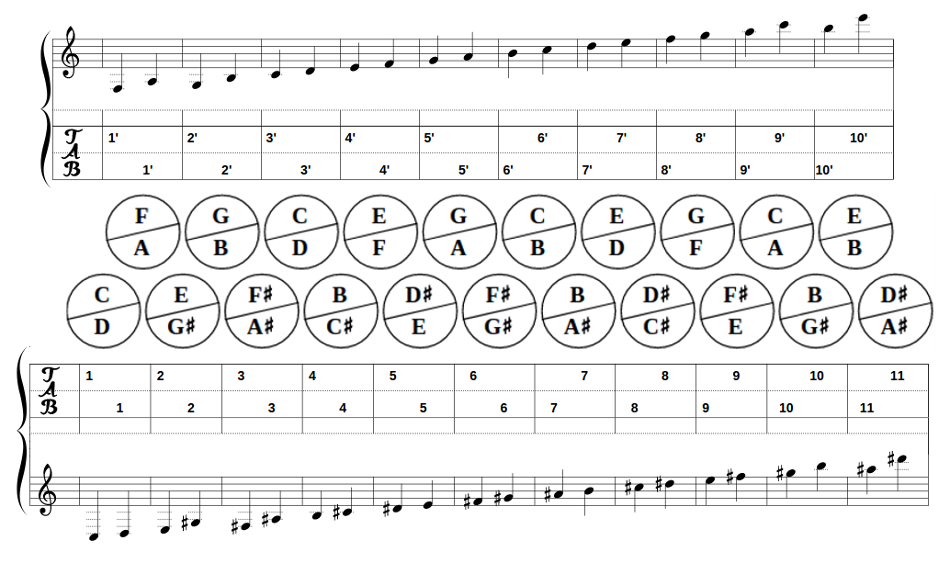 T A B 1' 2' 3' 4' 5' 6' 7' 8' 9' 10'
1' 2' 3' 4' 5' 6' 7' 8' 9' 10'
F G C E G C E G C E
A B D F A B D F A B
C E F♯ B D♯ F♯ B D♯ F♯ B D♯
D G♯ A♯ C♯ E G♯ A♯ C♯ E G♯ A♯
T A B 1 2 3 4 5 6 7 8 9 10 11
1 2 3 4 5 6 7 8 9 10 11